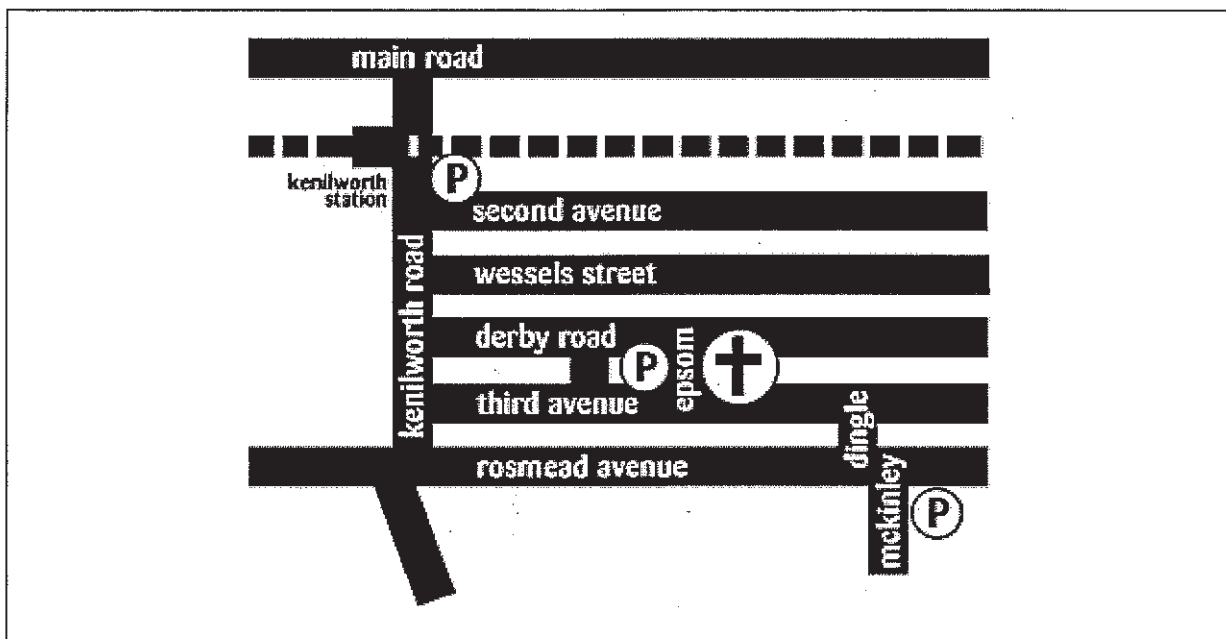 main road
kenilworth
station
P
second avenue
kenilworth road
wessels street
derby road
P
epsom
third avenue
dingle
rosmead avenue
mckinley
P